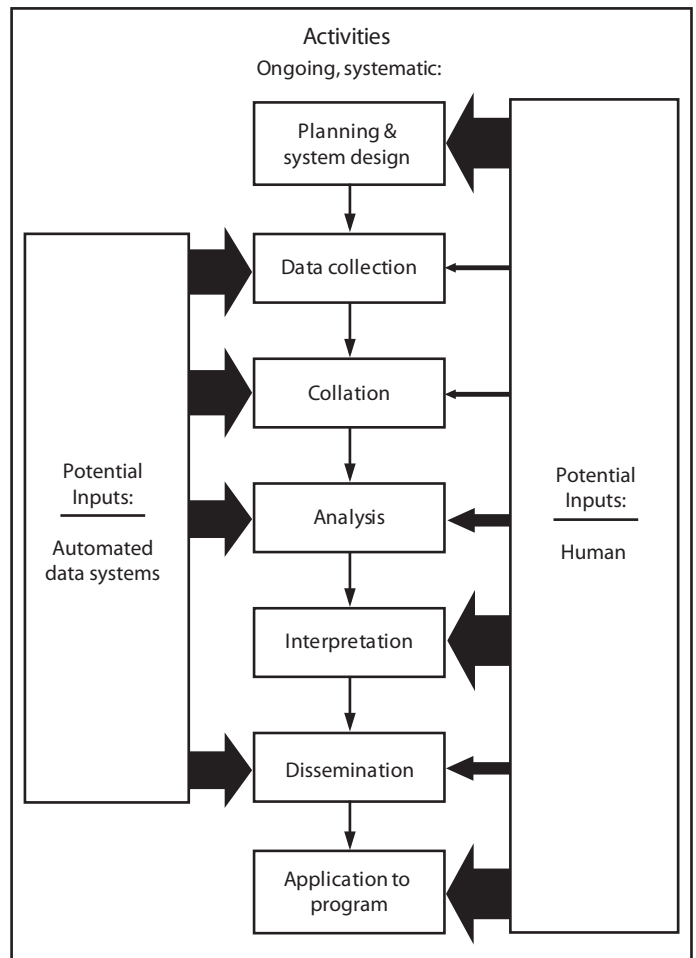 Activities
Ongoing, systematic:
Planning &
system design
Data collection
Collation
Analysis
Interpretation
Dissemination
Application to
program
Potential
Inputs:
Automated
data systems
Potential
Inputs:
Human